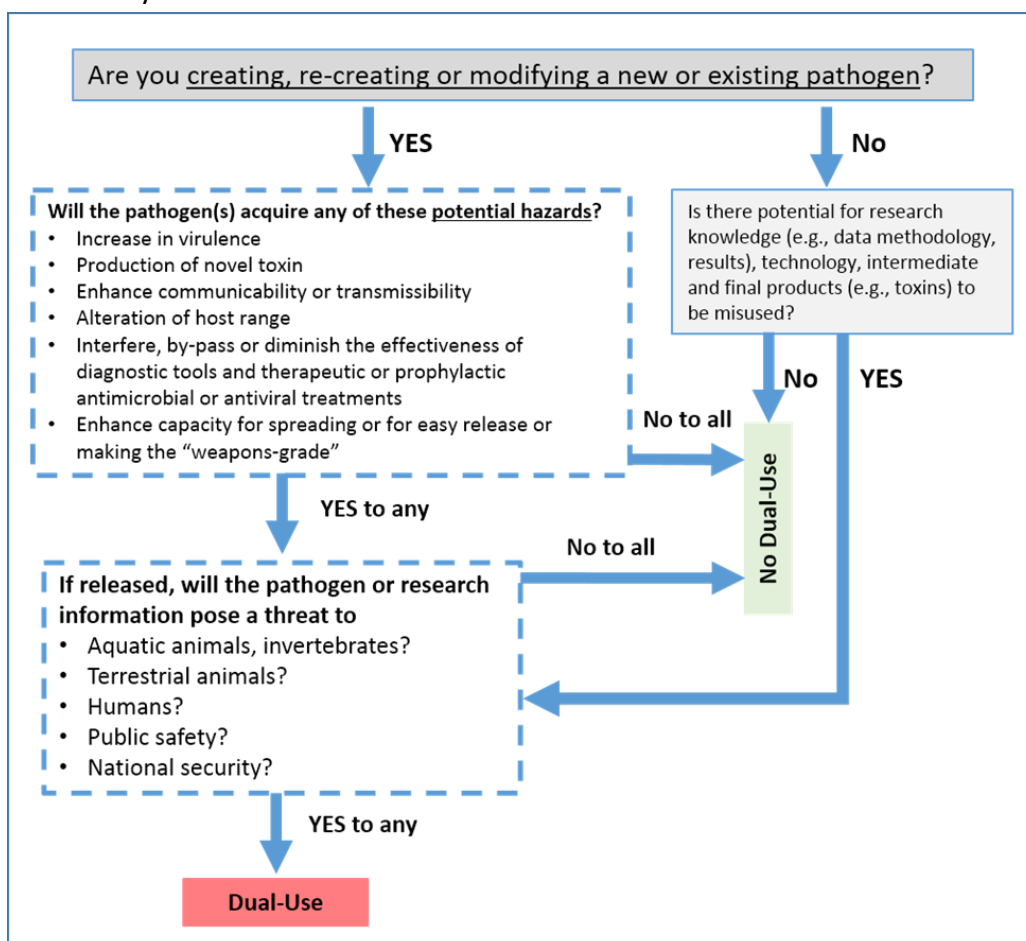 Are you creating, re-creating or modifying a new or existing pathogen?
YES
No
Will the pathogen(s) acquire any of these potential hazards?
• Increase in virulence
• Production of novel toxin
• Enhance communicability or transmissibility
• Alteration of host range
• Interfere, by-pass or diminish the effectiveness of
diagnostic tools and therapeutic or prophylactic
antimicrobial or antiviral treatments
• Enhance capacity for spreading or for easy release or
making the “weapons-grade”
Is there potential for research
knowledge (e.g., data methodology,
results), technology, intermediate
and final products (e.g., toxins) to
be misused?
No
YES
No to all
YES to any
No Dual-Use
No to all
If released, will the pathogen or research
information pose a threat to
• Aquatic animals, invertebrates?
• Terrestrial animals?
• Humans?
• Public safety?
• National security?
YES to any
Dual-Use